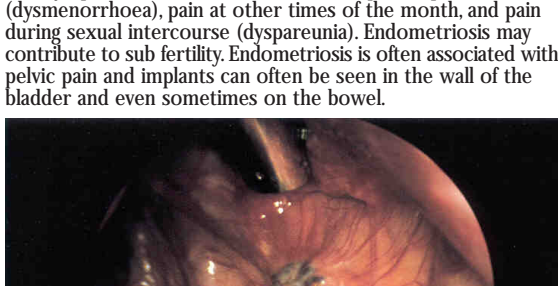 (dysmenorrhoea), pain at other times of the month, and pain
during sexual intercourse (dyspareunia). Endometriosis may
contribute to sub fertility. Endometriosis is often associated with
pelvic pain and implants can often be seen in the wall of the
bladder and even sometimes on the bowel.